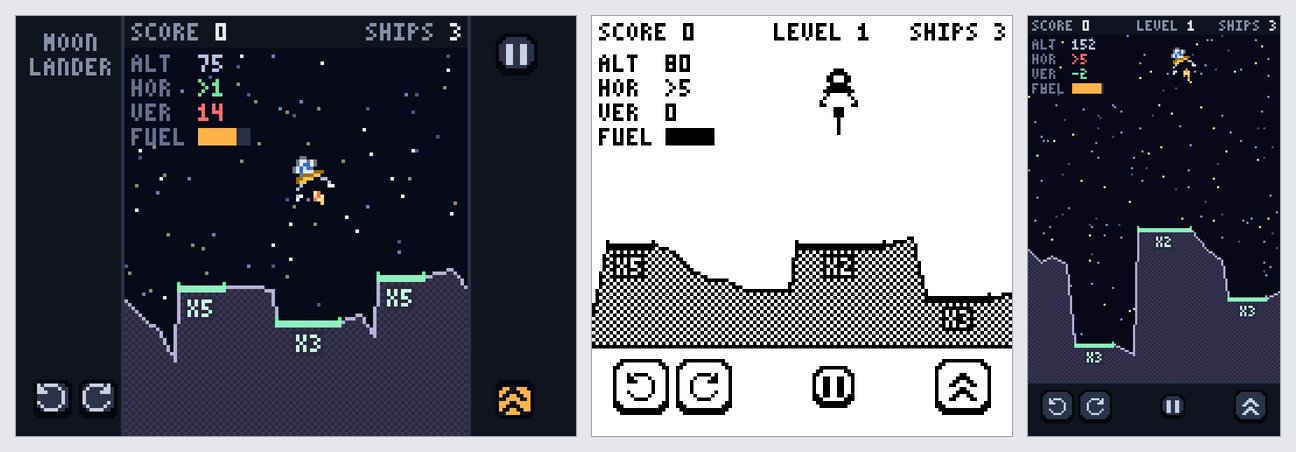 MOON
LANDER
SCORE 0 SHIPS 3
ALT 75
HOR >1
VER 14
FUEL
X5
X5
X3
SCORE 0 LEVEL 1 SHIPS 3
ALT 80
HOR >5
VER 0
FUEL
X5
X2
X3
SCORE 0 LEVEL 1 SHIPS 3
ALT 152
HOR >5
VER -2
FUEL
X2
X3
X3